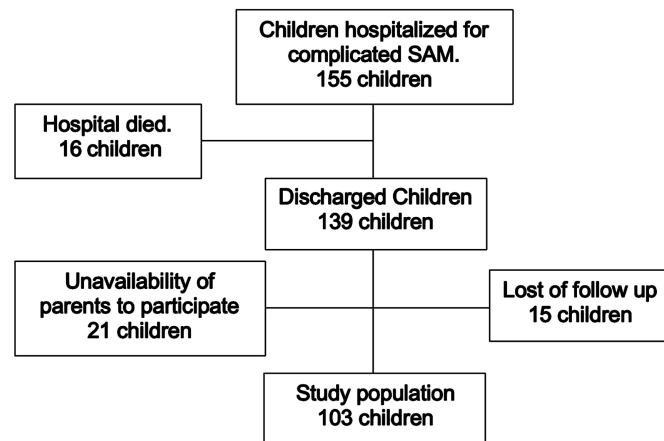 Children hospitalized for
complicated SAM.
155 children
Hospital died.
16 children
Discharged Children
139 children
Unavailability of
parents to participate
21 children
Lost of follow up
15 children
Study population
103 children